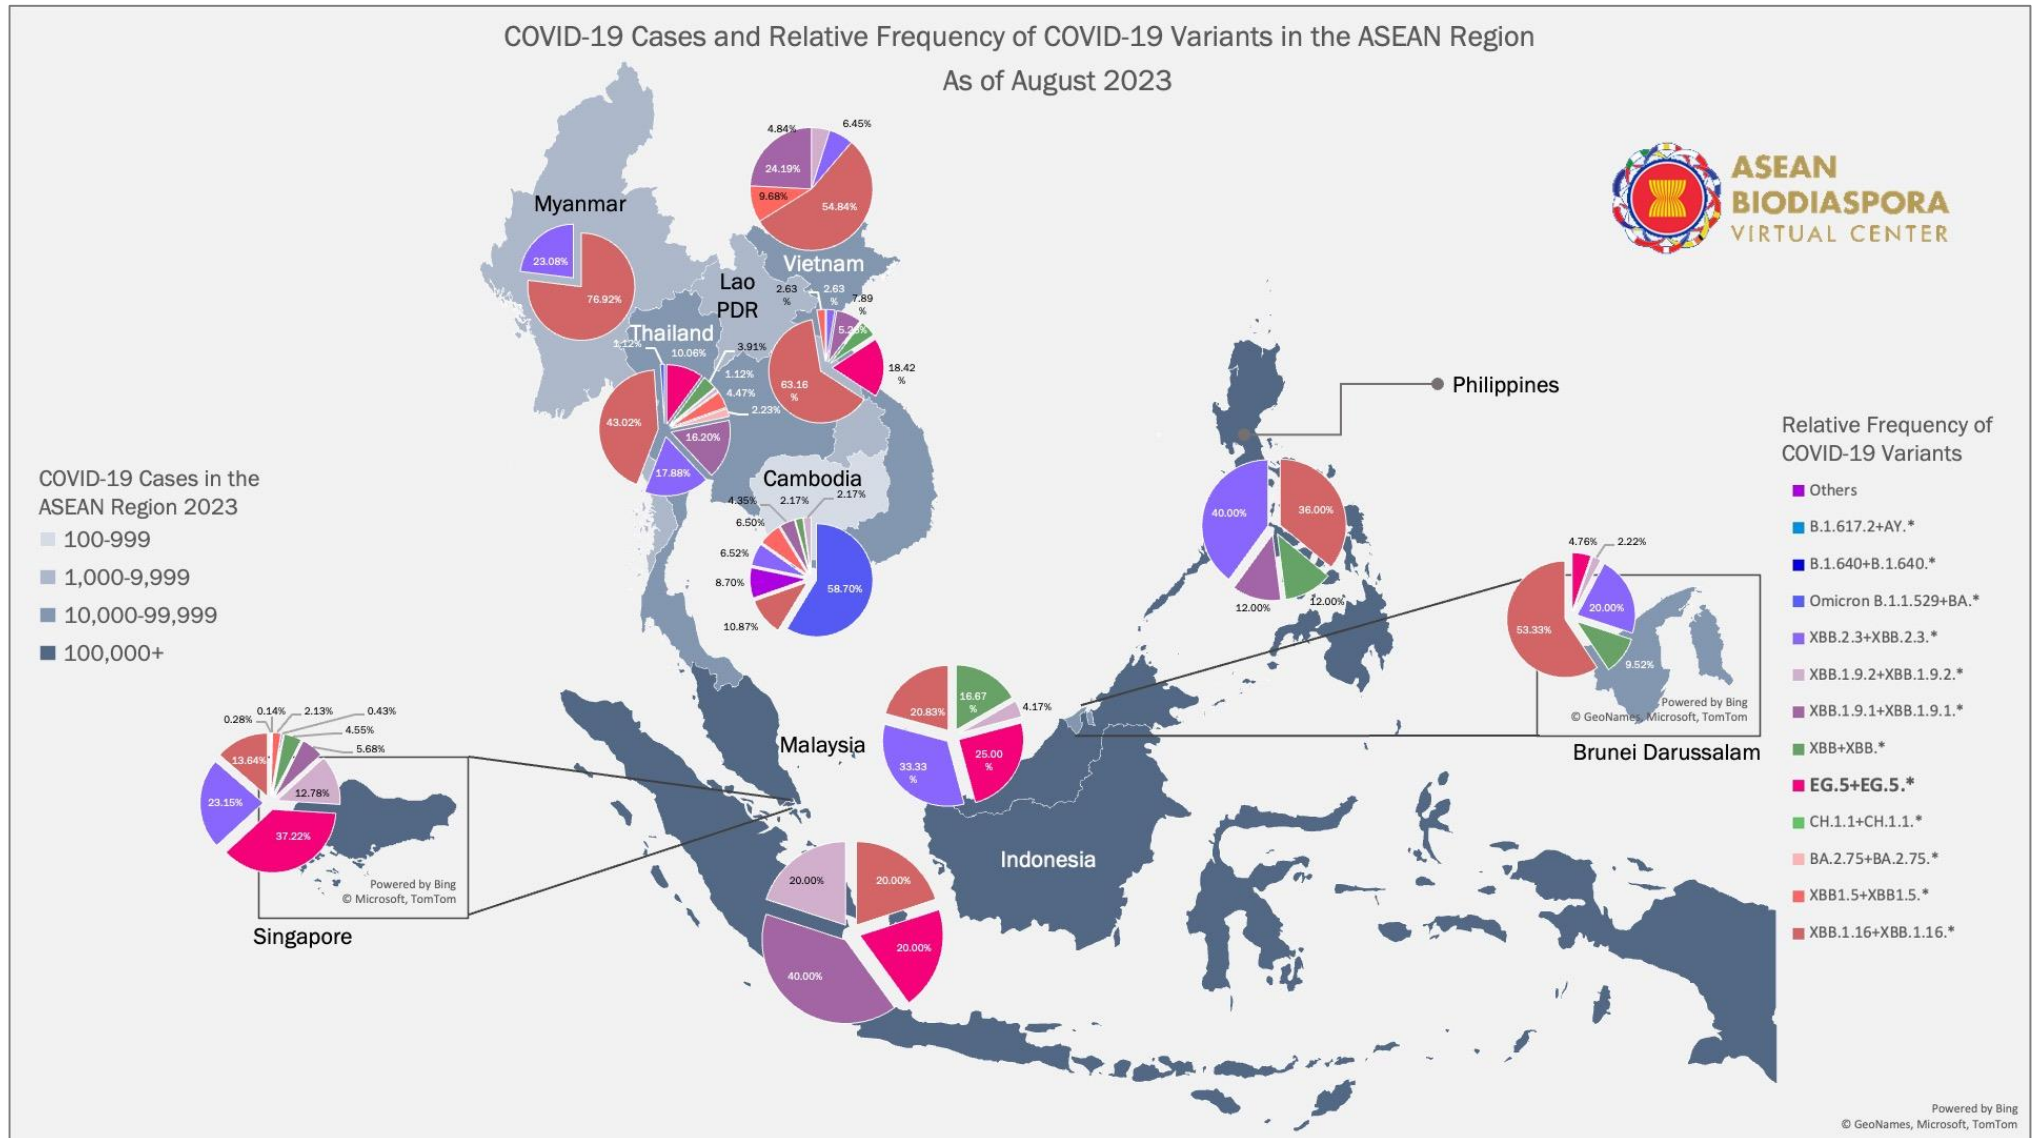 COVID-19 Cases and Relative Frequency of COVID-19 Variants in the ASEAN Region
As of August 2023
ASEAN
BIODIASPORA
VIRTUAL CENTER
4.84%
6.45%
24.19%
9.68%
54.84%
Myanmar
23.08%
76.92%
Vietnam
Lao
PDR
2.63
%
2.63
%
7.89
%
18.42
%
63.16
%
Thailand
1.12%
10.06%
3.91%
1.12%
4.47%
2.23%
43.02%
16.20%
17.88%
Cambodia
4.35%
2.17%
2.17%
6.50%
6.52%
8.70%
10.87%
58.70%
Philippines
40.00%
36.00%
12.00%
12.00%
4.76%
2.22%
20.00%
53.33%
9.52%
Powered by Bing
© GeoNames, Microsoft, TomTom
Brunei Darussalam
COVID-19 Cases in the
ASEAN Region 2023
100-999
1,000-9,999
10,000-99,999
100,000+
Malaysia
20.83%
16.67
%
4.17%
33.33
%
25.00
%
0.28%
0.14%
2.13%
0.43%
4.55%
5.68%
13.64%
12.78%
23.15%
37.22%
Powered by Bing
© Microsoft, TomTom
Singapore
Indonesia
20.00%
20.00%
20.00%
40.00%
Relative Frequency of
COVID-19 Variants
Others
B.1.617.2+AY.*
B.1.640+B.1.640.*
Omicron B.1.1.529+BA.*
XBB.2.3+XBB.2.3.*
XBB.1.9.2+XBB.1.9.2.*
XBB.1.9.1+XBB.1.9.1.*
XBB+XBB.*
EG.5+EG.5.*
CH.1.1+CH.1.1.*
BA.2.75+BA.2.75.*
XBB1.5+XBB1.5.*
XBB.1.16+XBB.1.16.*
Powered by Bing
© GeoNames, Microsoft, TomTom